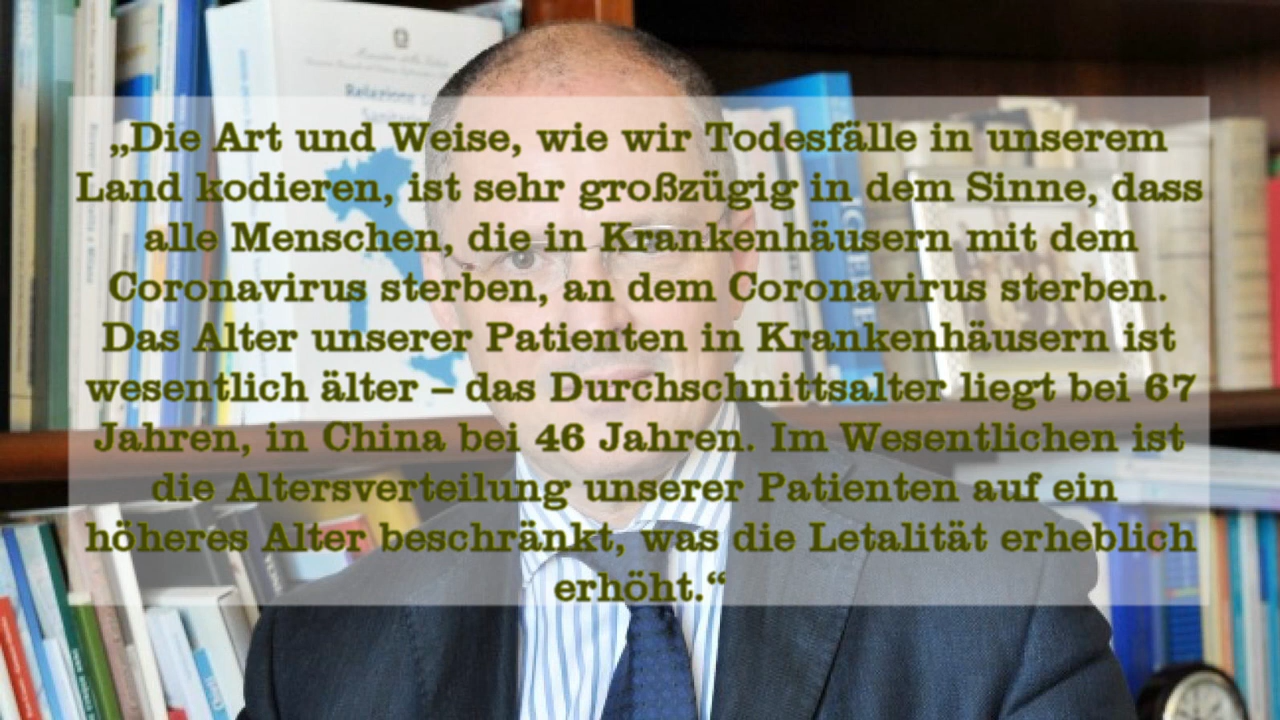 Relazione
„Die Art und Weise, wie wir Todesfälle in unserem
Land kodieren, ist sehr großzügig in dem Sinne, dass
alle Menschen, die in Krankenhäusern mit dem
Coronavirus sterben, an dem Coronavirus sterben.
Das Alter unserer Patienten in Krankenhäusern ist
wesentlich älter – das Durchschnittsalter liegt bei 67
Jahren, in China bei 46 Jahren. Im Wesentlichen ist
die Altersverteilung unserer Patienten auf ein
höheres Alter beschränkt, was die Letalität erheblich
erhöht.“